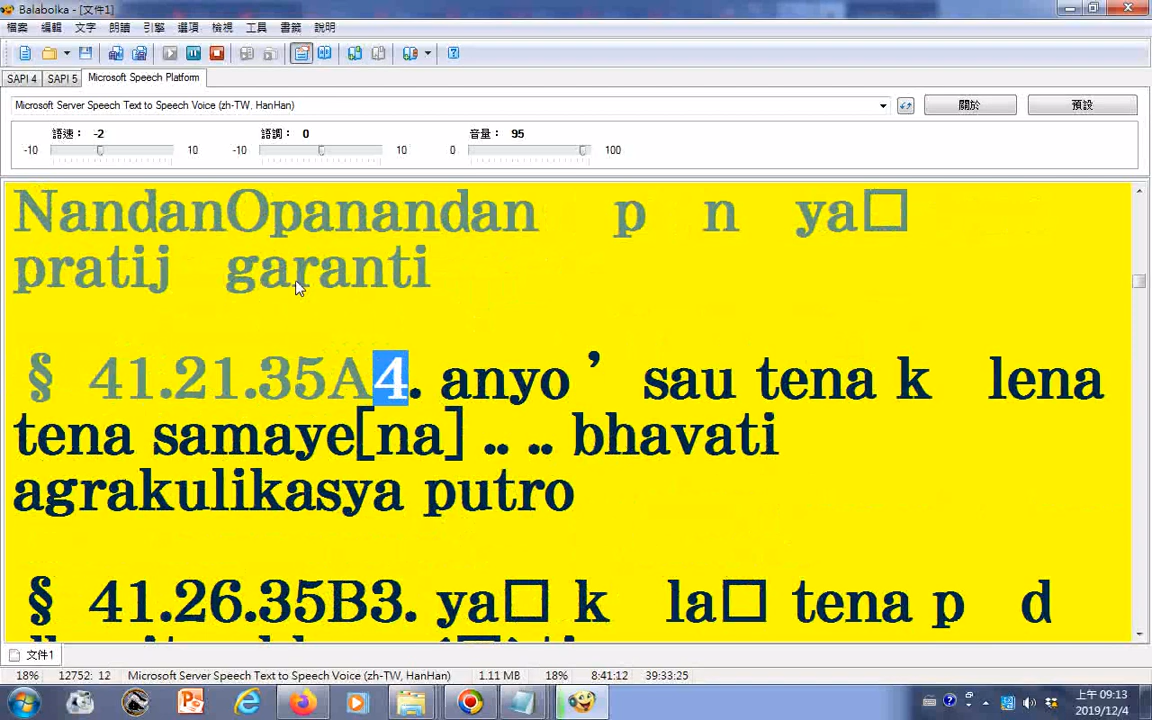 Balabolka - [文件1]
檔案 編輯 文字 朗讀 引擎 選項 檢視 工具 書籤 說明
SAPI 4 SAPI 5 Microsoft Speech Platform
Microsoft Server Speech Text to Speech Voice (zh-TW, HanHan) 關於 預設
語速： -2 語調： 0 音量： 95
-10 10 -10 10 0 100
NandanOpanandan p n ya□
pratij garanti
§ 41.21.35A4. anyo ’ sau tena k lena
tena samaye[na] .. .. bhavati
agrakulikasya putro
§ 41.26.35B3. ya□ k la□ tena p d
文件1
18% 12752: 12 Microsoft Server Speech Text to Speech Voice (zh-TW, HanHan) 1.11 MB 18% 8:41:12 39:33:25
上午 09:13
2019/12/4